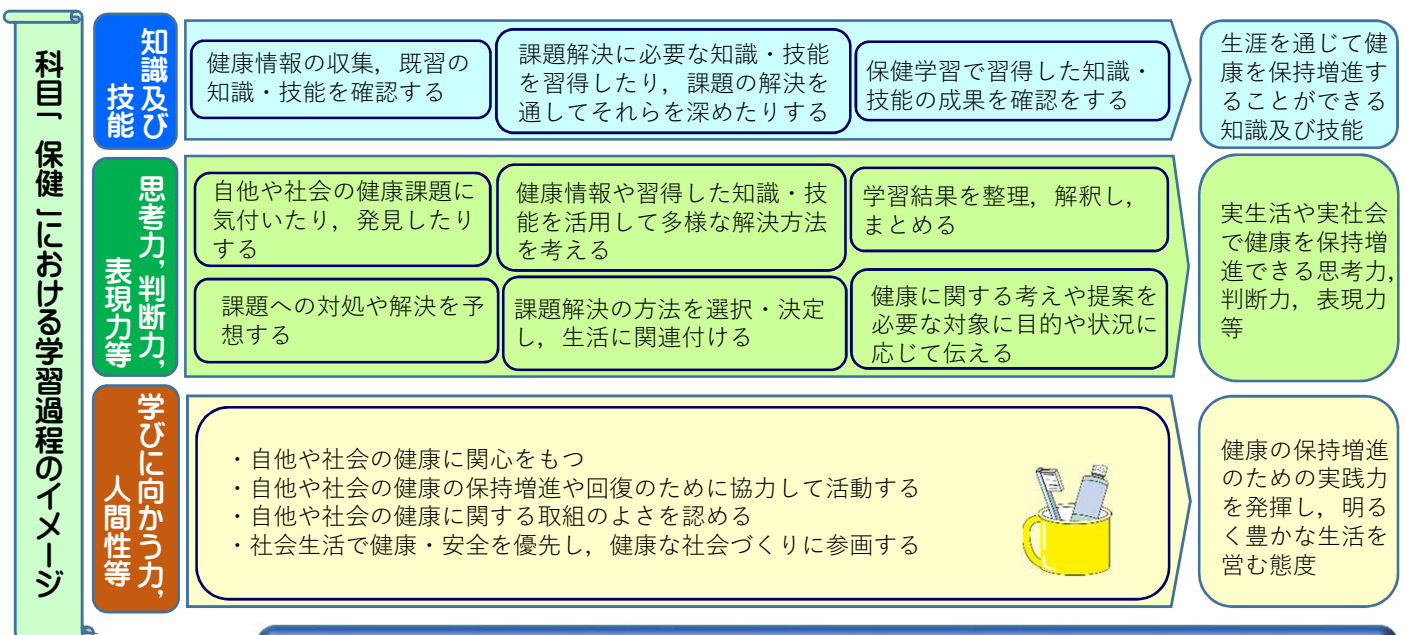 科目「保健」における学習過程のイメージ
知識及び
技能
健康情報の収集，既習の
知識・技能を確認する
課題解決に必要な知識・技能
を習得したり，課題の解決を
通してそれらを深めたりする
保健学習で習得した知識・
技能の成果を確認をする
生涯を通じて健
康を保持増進す
ることができる
知識及び技能
思考力，判断力，
表現力等
自他や社会の健康課題に
気付いたり，発見したり
する
健康情報や習得した知識・技
能を活用して多様な解決方法
を考える
学習結果を整理，解釈し，
まとめる
課題への対処や解決を予
想する
課題解決の方法を選択・決定
し，生活に関連付ける
健康に関する考えや提案を
必要な対象に目的や状況に
応じて伝える
実生活や実社会
で健康を保持増
進できる思考力，
判断力，表現力
等
学びに向かう力，
人間性等
・自他や社会の健康に関心をもつ
・自他や社会の健康の保持増進や回復のために協力して活動する
・自他や社会の健康に関する取組のよさを認める
・社会生活で健康・安全を優先し，健康な社会づくりに参画する
健康の保持増進
のための実践力
を発揮し，明る
く豊かな生活を
営む態度